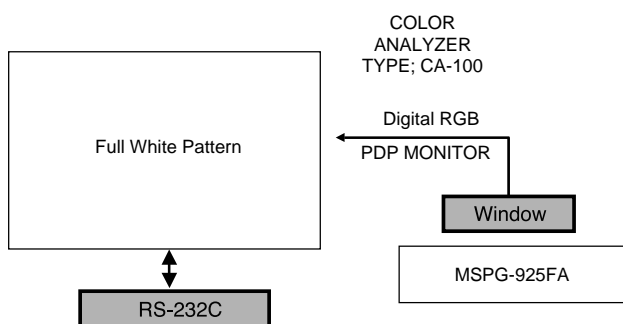 COLOR
ANALYZER
TYPE; CA-100
Full White Pattern
Digital RGB
PDP MONITOR
Window
MSPG-925FA
RS-232C